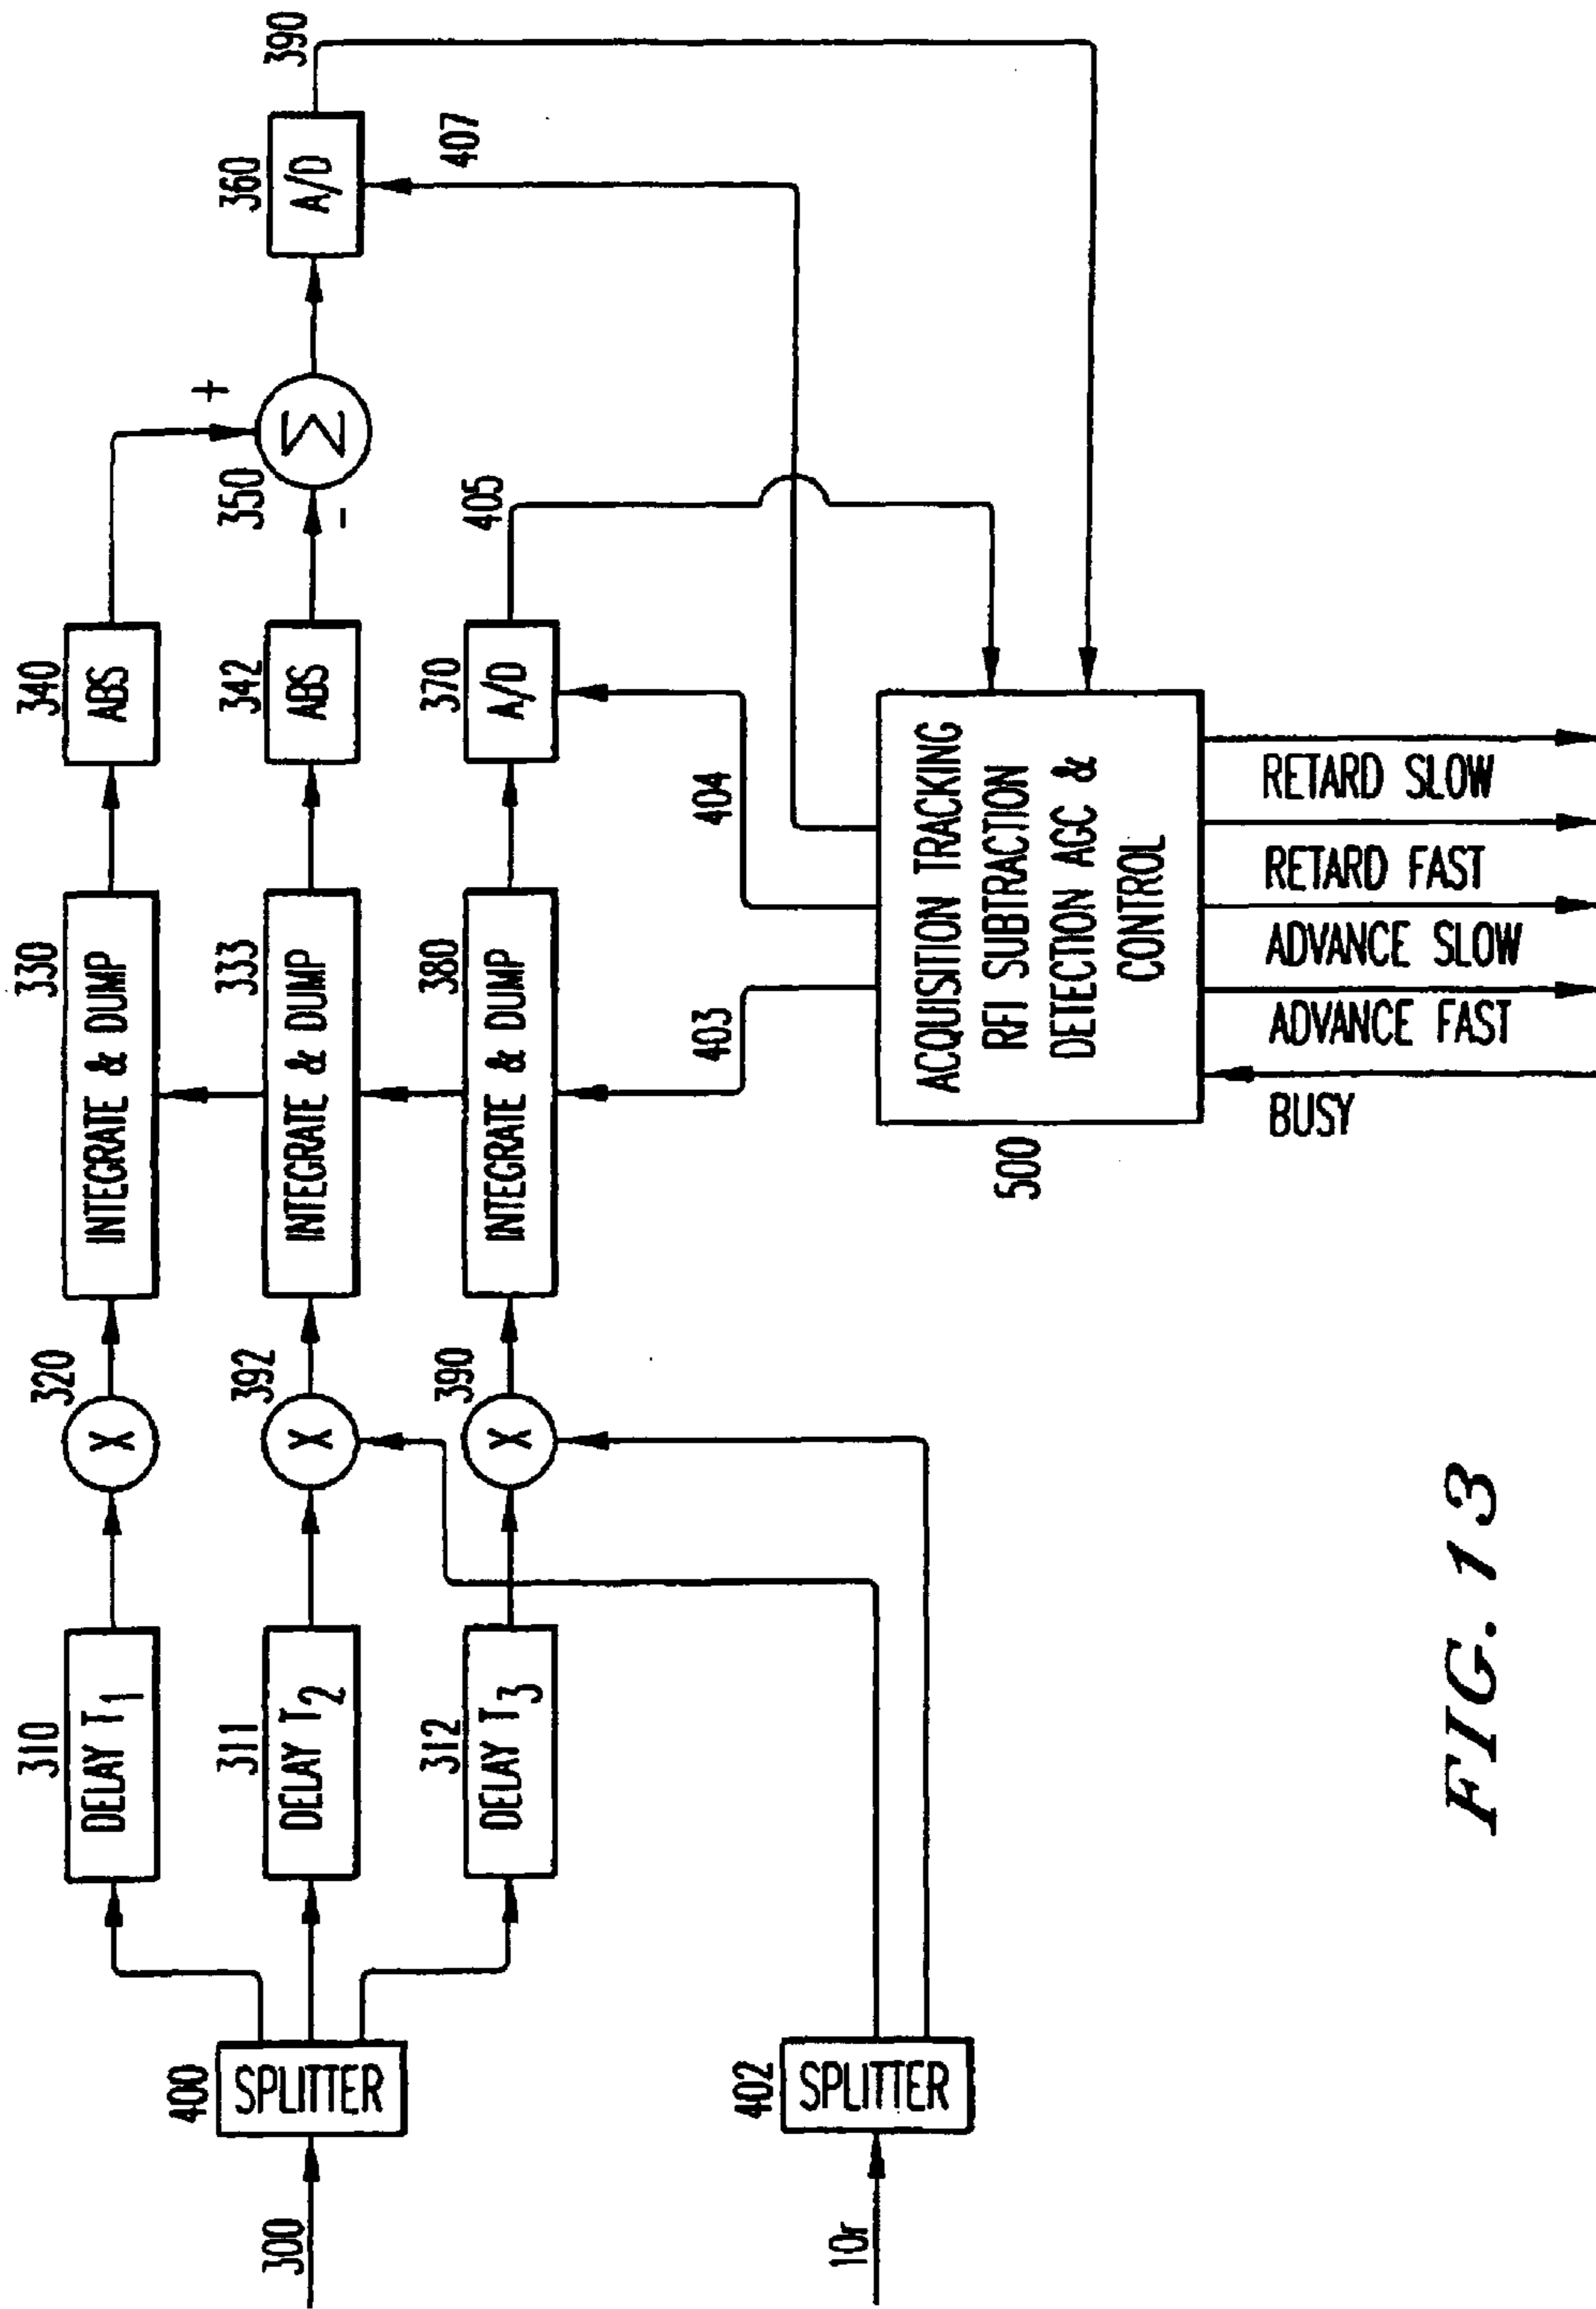 300
400
SPLITTER
10r
402
SPLITTER
310
DELAY T1
311
DELAY T2
312
DELAY T3
320
X
392
X
390
X
330
INTEGRATE & DUMP
333
INTEGRATE & DUMP
380
INTEGRATE & DUMP
340
ABS
342
ABS
370
A/D
+
350
Σ
-
360
A/D
390
403
404
405
407
500
ACQUISITION TRACKING
RFI SUBTRACTION
DETECTION AGC &
CONTROL
BUSY
ADVANCE FAST
ADVANCE SLOW
RETARD FAST
RETARD SLOW
FIG. 13